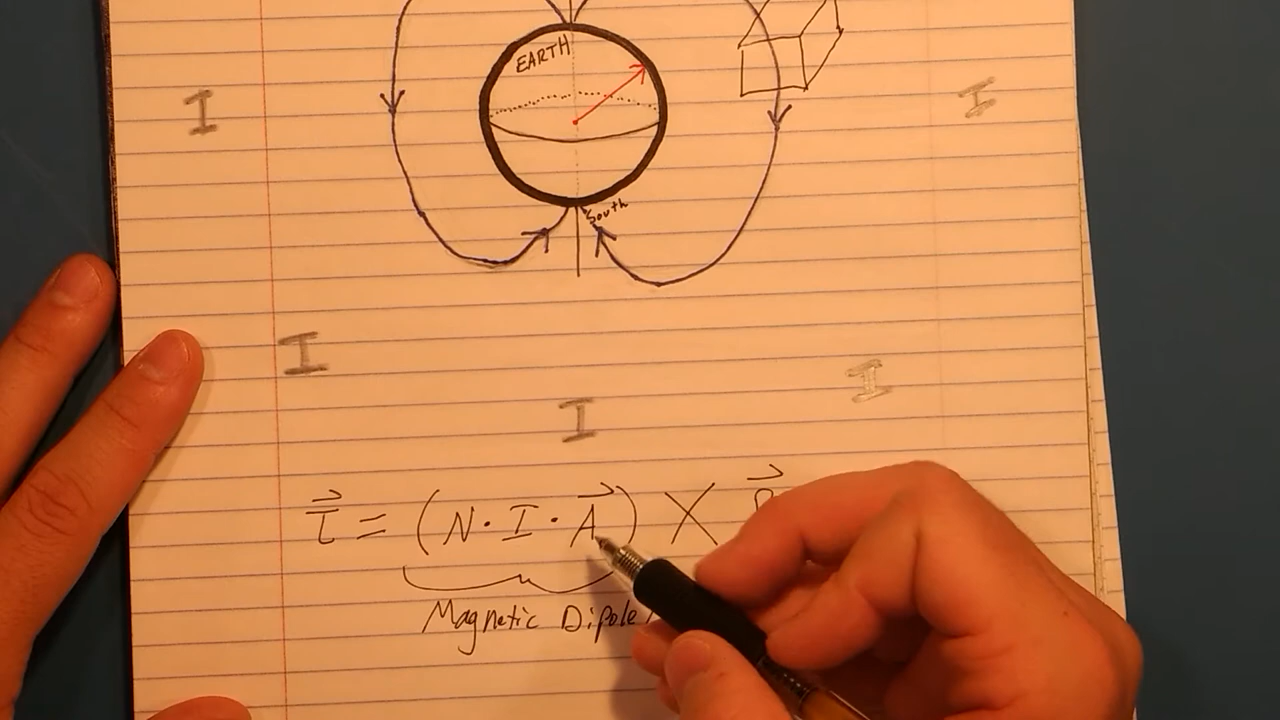 EARTH
I
I
South
I
I
I
τ⃗ = (N · I · A⃗) X
Magnetic Dipole